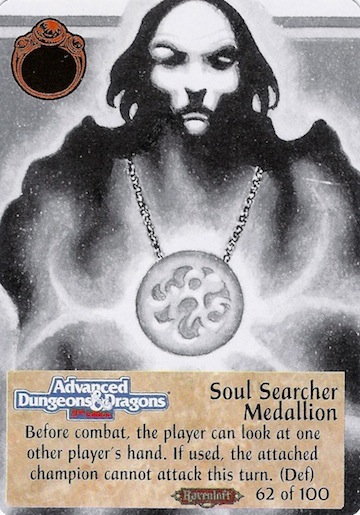 Advanced
Dungeons & Dragons
2nd Edition
Soul Searcher
Medallion
Before combat, the player can look at one
other player's hand. If used, the attached
champion cannot attack this turn. (Def)
Ravenloft
62 of 100